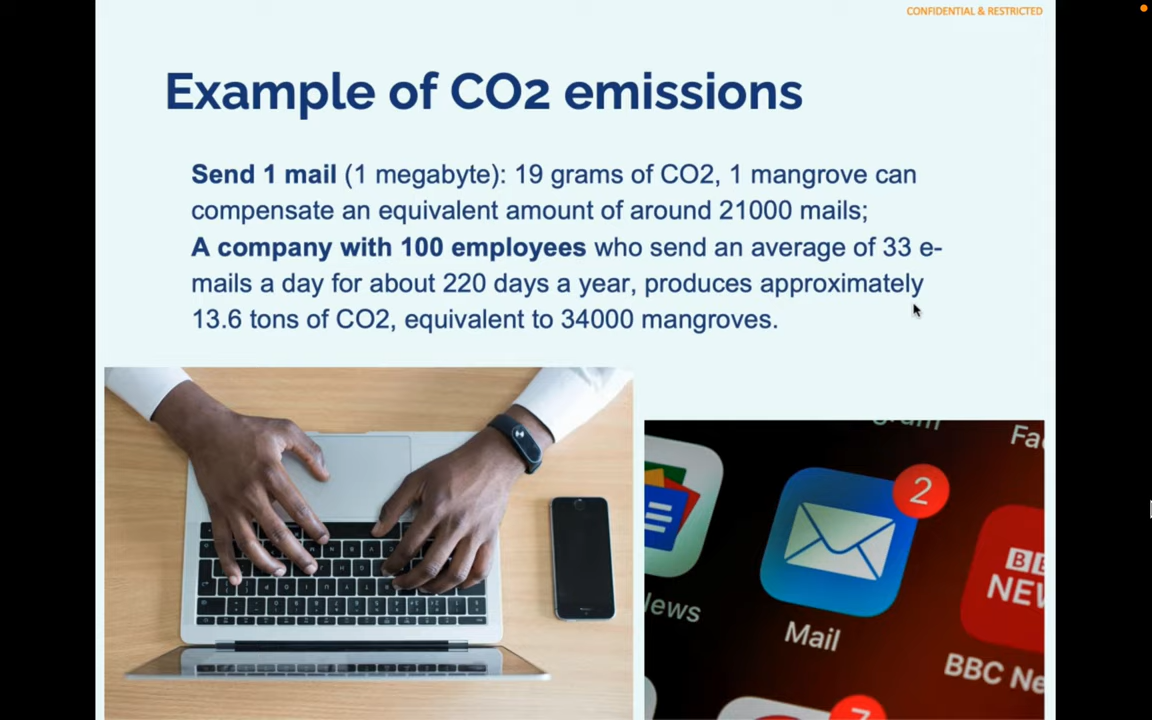 CONFIDENTIAL & RESTRICTED
Example of CO2 emissions
Send 1 mail (1 megabyte): 19 grams of CO2, 1 mangrove can
compensate an equivalent amount of around 21000 mails;
A company with 100 employees who send an average of 33 e-
mails a day for about 220 days a year, produces approximately
13.6 tons of CO2, equivalent to 34000 mangroves.
2
News
Mail
BBC Ne